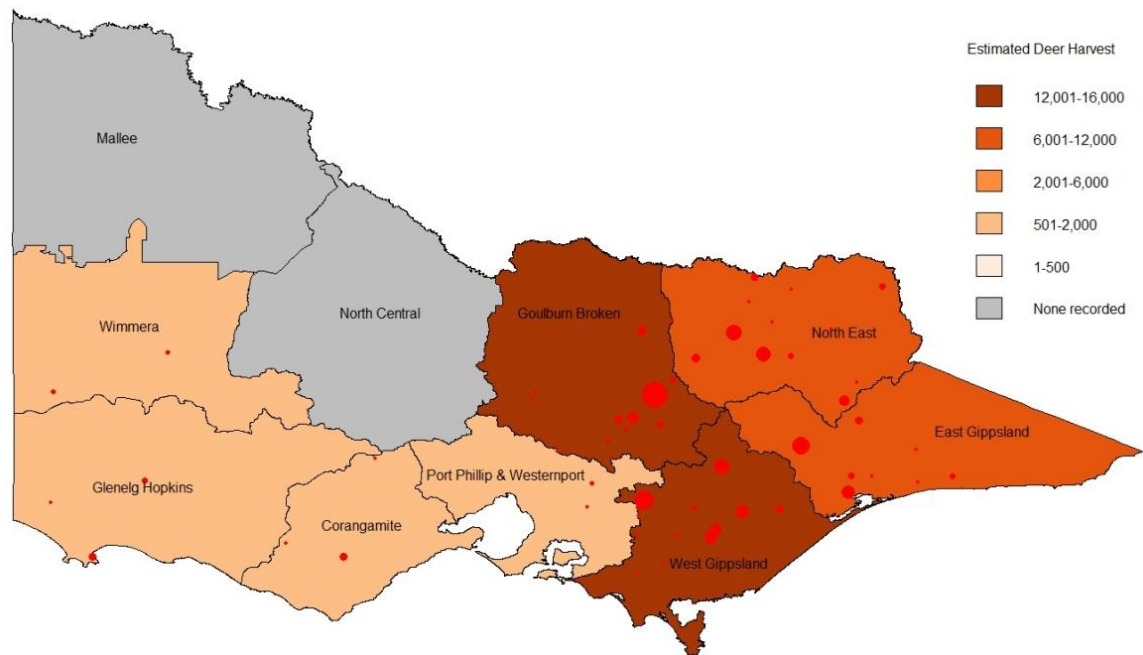 Estimated Deer Harvest
12,001-16,000
6,001-12,000
2,001-6,000
501-2,000
1-500
None recorded
Mallee
Wimmera
North Central
Goulburn Broken
North East
East Gippsland
Glenelg Hopkins
Corangamite
Port Phillip & Westernport
West Gippsland